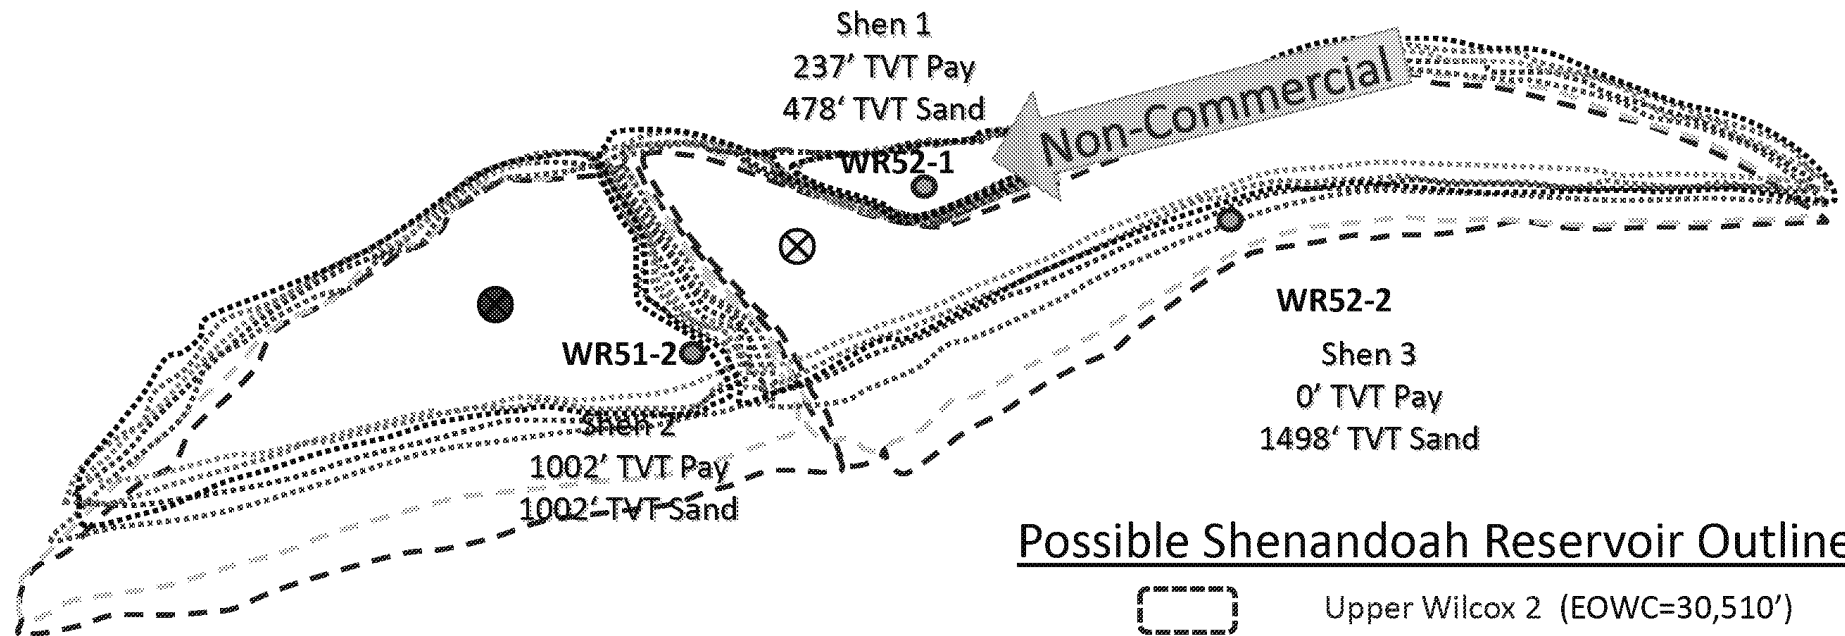 Shen 1
237' TVT Pay
478' TVT Sand
Non-Commercial
WR52-1
WR51-2
WR52-2
Shen 3
0' TVT Pay
1498' TVT Sand
Shen 2
1002' TVT Pay
1002' TVT Sand
Possible Shenandoah Reservoir Outline
Upper Wilcox 2 (EOWC=30,510')